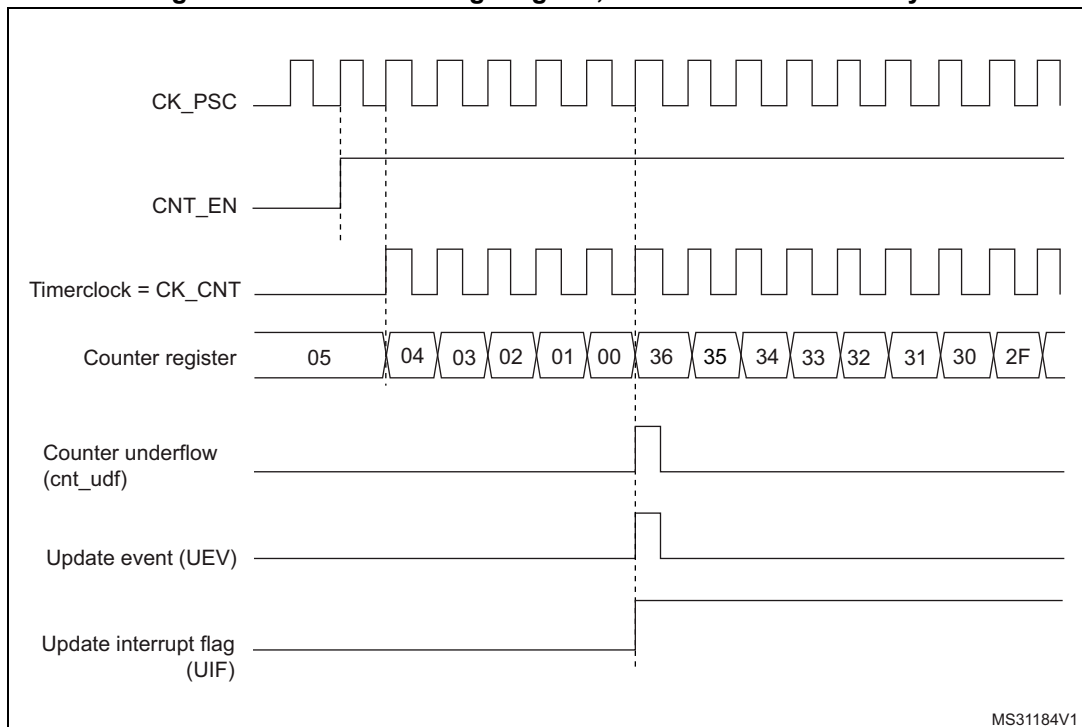 CK_PSC
CNT_EN
Timerclock = CK_CNT
Counter register 05 04 03 02 01 00 36 35 34 33 32 31 30 2F
Counter underflow
(cnt_udf)
Update event (UEV)
Update interrupt flag
(UIF)
MS31184V1